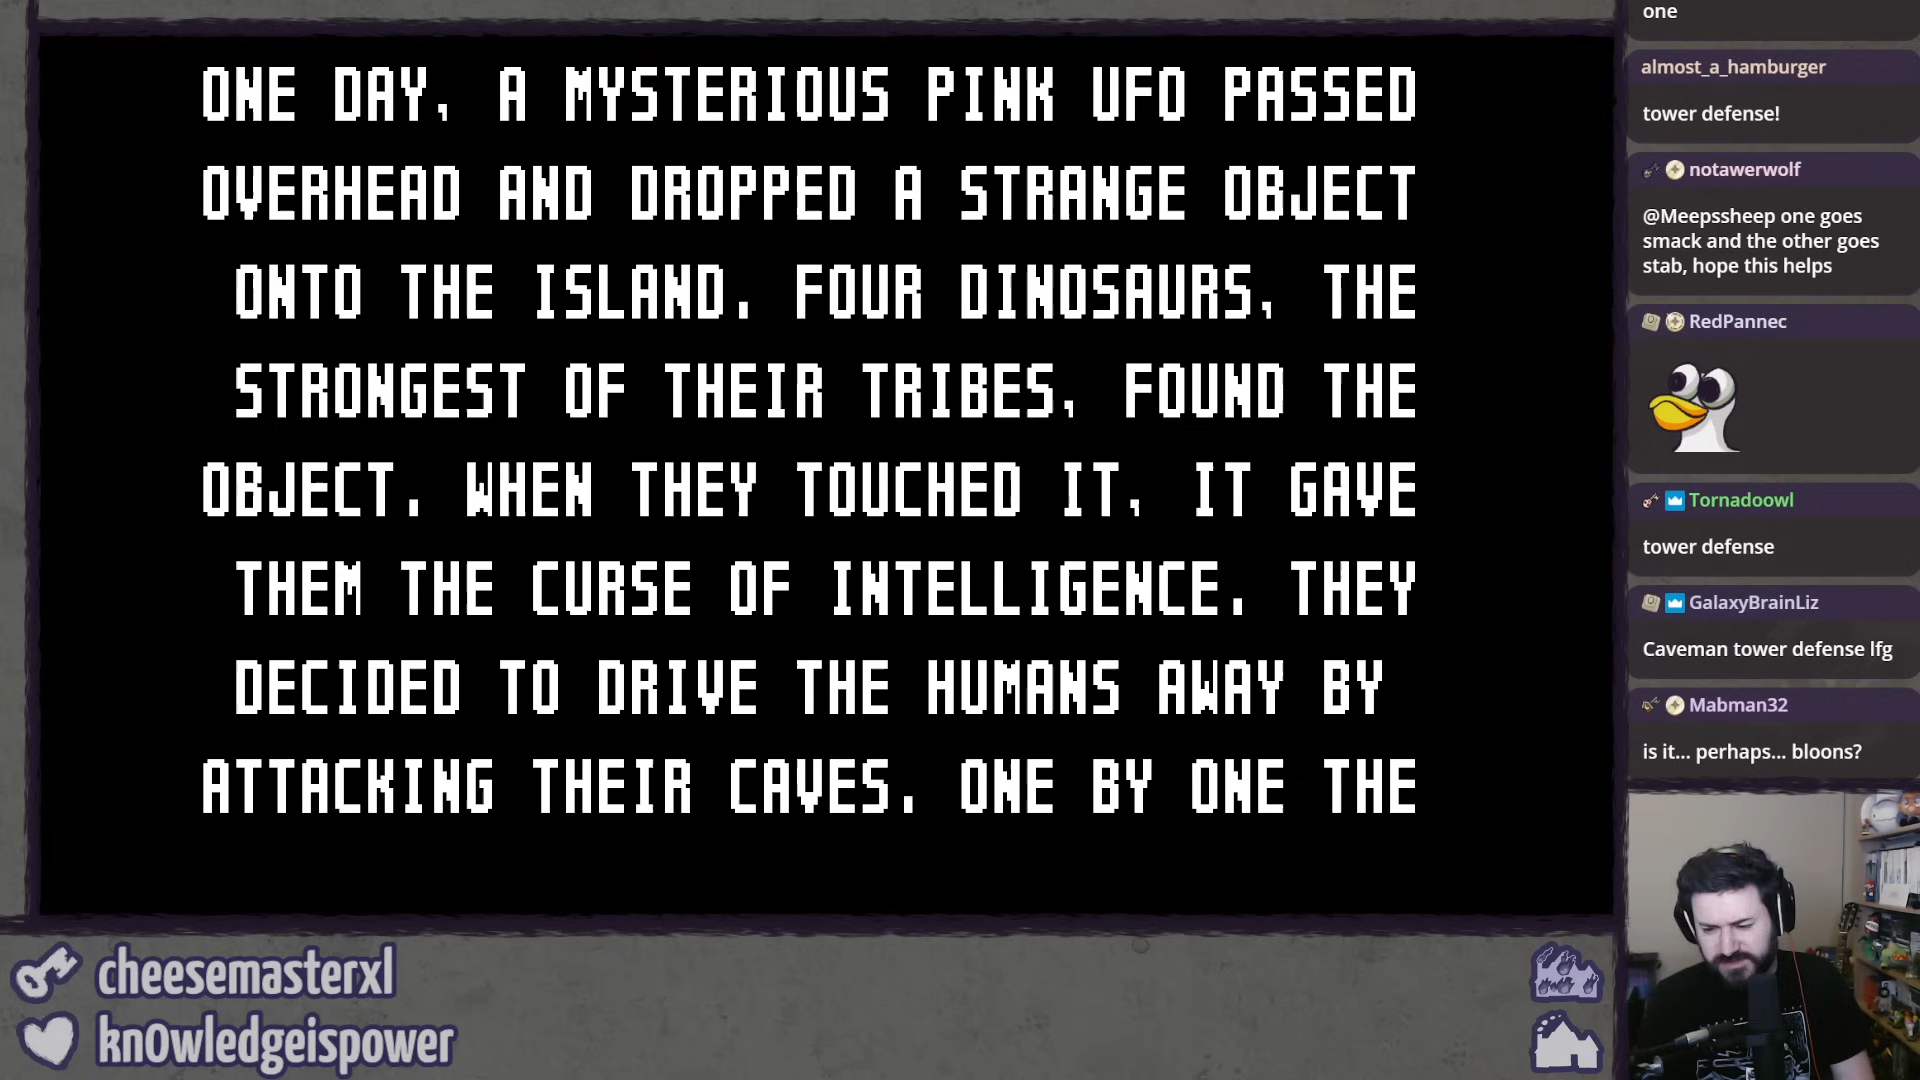 ONE DAY, A MYSTERIOUS PINK UFO PASSED
OVERHEAD AND DROPPED A STRANGE OBJECT
ONTO THE ISLAND. FOUR DINOSAURS, THE
STRONGEST OF THEIR TRIBES, FOUND THE
OBJECT. WHEN THEY TOUCHED IT, IT GAVE
THEM THE CURSE OF INTELLIGENCE. THEY
DECIDED TO DRIVE THE HUMANS AWAY BY
ATTACKING THEIR CAVES. ONE BY ONE THE
one
almost_a_hamburger
tower defense!
notawerwolf
@Meepssheep one goes
smack and the other goes
stab, hope this helps
RedPannec
Tornadoowl
tower defense
GalaxyBrainLiz
Caveman tower defense lfg
Mabman32
is it... perhaps... bloons?
cheesemasterxl
kn0wledgeispower